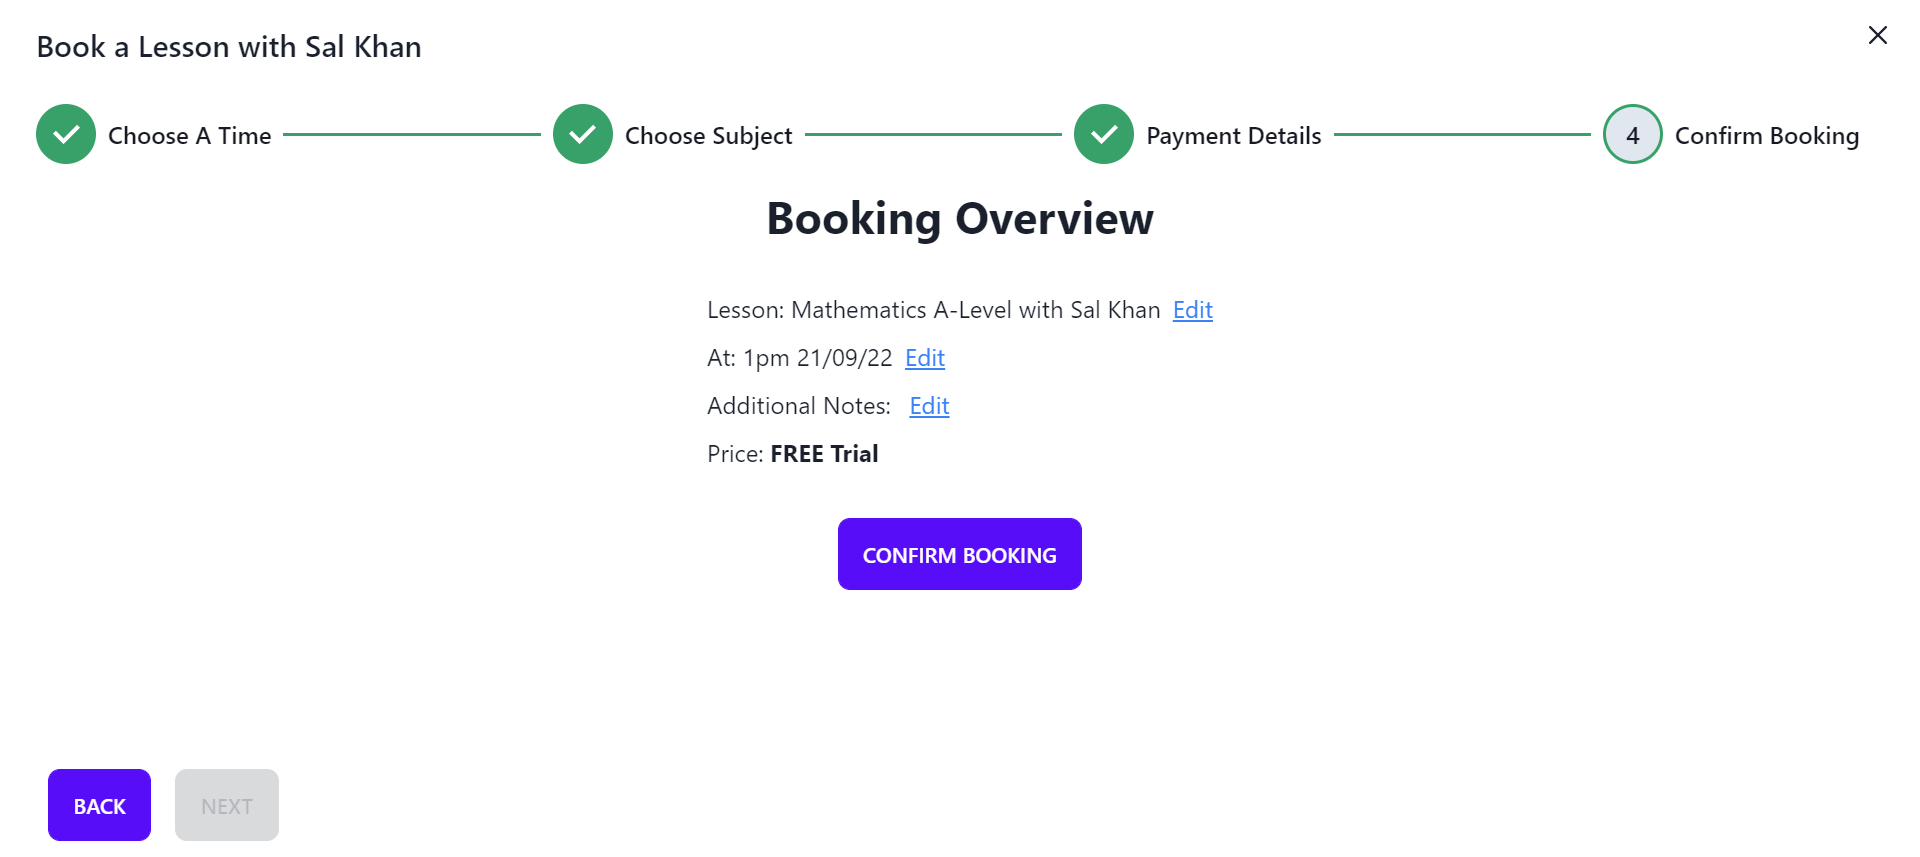 Book a Lesson with Sal Khan
Choose A Time
Choose Subject
Payment Details
4 Confirm Booking
Booking Overview
Lesson: Mathematics A-Level with Sal Khan Edit
At: 1pm 21/09/22 Edit
Additional Notes: Edit
Price: FREE Trial
CONFIRM BOOKING
BACK
NEXT